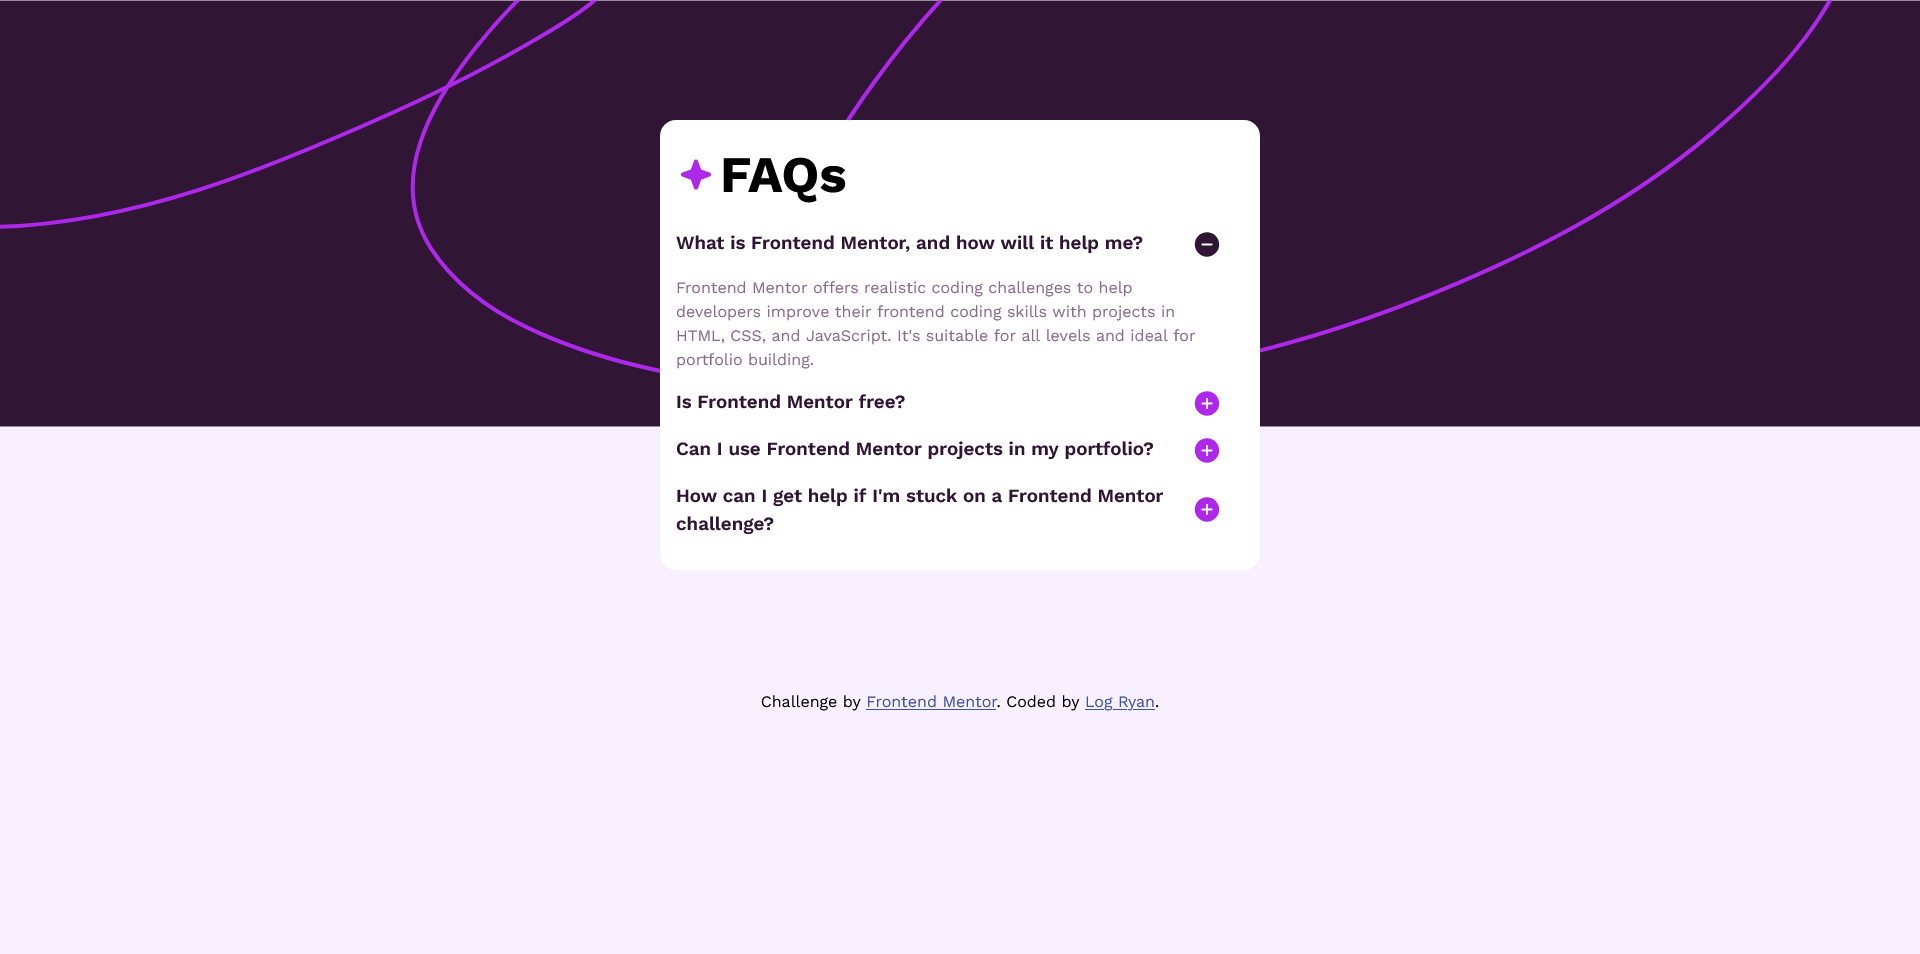 FAQs
What is Frontend Mentor, and how will it help me?
Frontend Mentor offers realistic coding challenges to help
developers improve their frontend coding skills with projects in
HTML, CSS, and JavaScript. It's suitable for all levels and ideal for
portfolio building.
Is Frontend Mentor free?
Can I use Frontend Mentor projects in my portfolio?
How can I get help if I'm stuck on a Frontend Mentor
challenge?
Challenge by Frontend Mentor. Coded by Log Ryan.